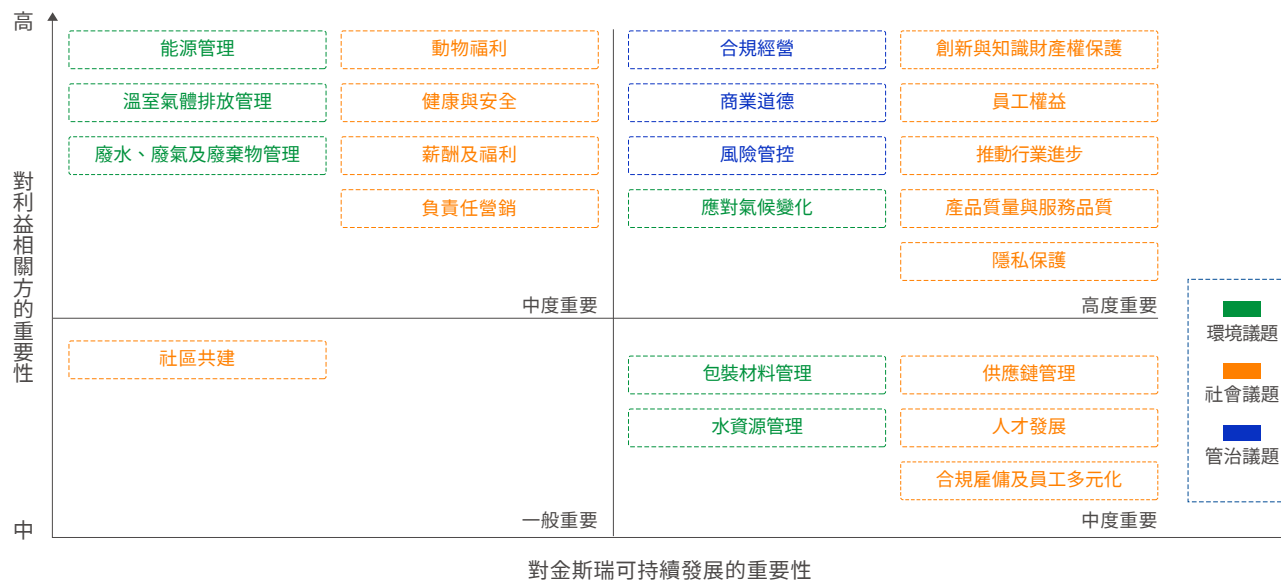 高
能源管理
動物福利
合規經營
創新與知識財產權保護
溫室氣體排放管理
健康與安全
商業道德
員工權益
廢水、廢氣及廢棄物管理
薪酬及福利
風險管控
推動行業進步
負責任營銷
應對氣候變化
產品質量與服務品質
隱私保護
中度重要
高度重要
對利益相關方的重要性
社區共建
包裝材料管理
供應鏈管理
水資源管理
人才發展
合規雇傭及員工多元化
一般重要
中度重要
中
對金斯瑞可持續發展的重要性
環境議題
社會議題
管治議題